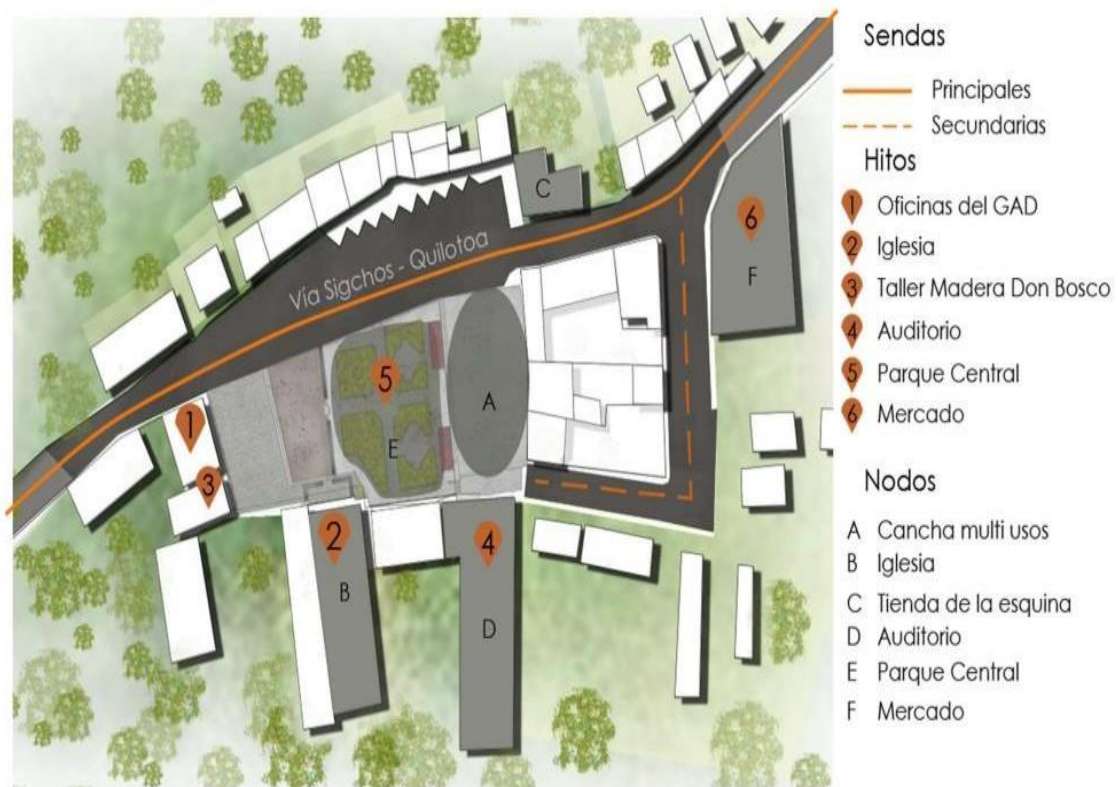 Sendas
Principales
Secundarias
Hitos
1 Oficinas del GAD
2 Iglesia
3 Taller Madera Don Bosco
4 Auditorio
5 Parque Central
6 Mercado
Nodos
A Cancha multi usos
B Iglesia
C Tienda de la esquina
D Auditorio
E Parque Central
F Mercado
C
6
F
Vía Sigchos - Quilotoa
5
A
1
E
3
2
4
B
D